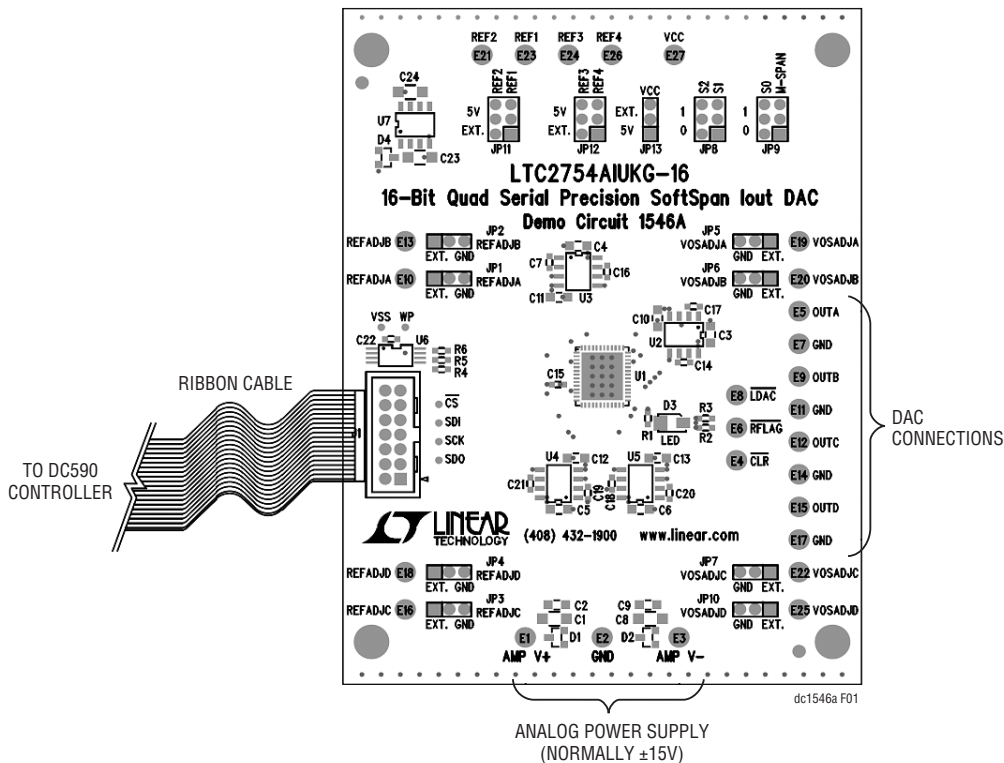 REF2 REF1 REF3 REF4 VCC
E21 E23 E24 E26 E27
C24
U7
D4
C23
REF2 REF1
5V
EXT.
JP11
REF3 REF4
5V
EXT.
JP12
VCC
EXT.
5V
JP13
S2 S1
1
0
JP8
S0 M-SPAN
1
0
JP9
LTC2754AIUKG-16
16-Bit Quad Serial Precision SoftSpan Iout DAC
Demo Circuit 1546A
REFADJB E13 JP2 REFADJB
EXT. GND
REFADJA E10 JP1 REFADJA
EXT. GND
C4
C7
C16
C11
U3
JP5
VOSADJA E19 VOSADJA
GND EXT.
JP6
VOSADJB E20 VOSADJB
GND EXT.
E5 OUTA
E7 GND
E9 OUTB
E11 GND
E12 OUTC
E14 GND
E15 OUTD
E17 GND
DAC
CONNECTIONS
VSS WP
C22 U6
R6
R5
R4
C17
C10
U2
C3
C14
C15
U1
RIBBON CABLE
J1
CS
SDI
SCK
SDO
E8 LDAC
E6 RFLAG
E4 CLR
D3
R1
LED
R3
R2
TO DC590
CONTROLLER
U4 C12
C21
C19
C5
U5 C13
C18
C20
C6
LINEAR
TECHNOLOGY
(408) 432-1900 www.linear.com
REFADJD E18 JP4 REFADJD
EXT. GND
REFADJC E16 JP3 REFADJC
EXT. GND
JP7
VOSADJC E22 VOSADJC
GND EXT.
JP10
VOSADJD E25 VOSADJD
GND EXT.
C2
C1
D1
C9
C8
D2
E1 E2 E3
AMP V+ GND AMP V-
dc1546a F01
ANALOG POWER SUPPLY
(NORMALLY ±15V)